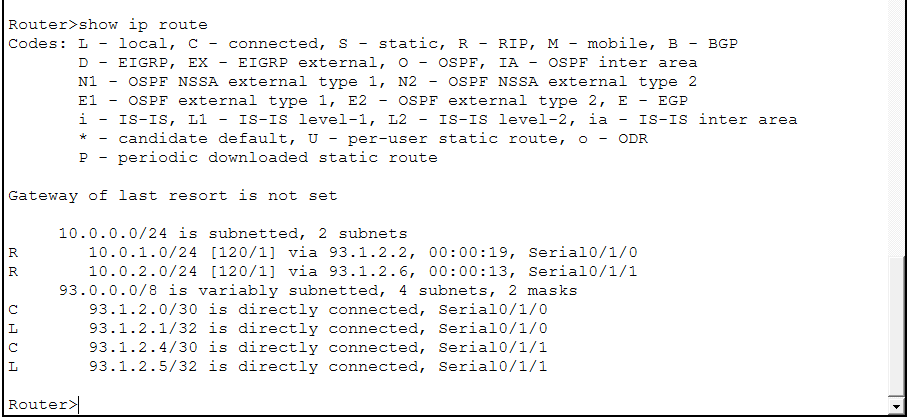 Router>show ip route
Codes: L - local, C - connected, S - static, R - RIP, M - mobile, B - BGP
D - EIGRP, EX - EIGRP external, O - OSPF, IA - OSPF inter area
N1 - OSPF NSSA external type 1, N2 - OSPF NSSA external type 2
E1 - OSPF external type 1, E2 - OSPF external type 2, E - EGP
i - IS-IS, L1 - IS-IS level-1, L2 - IS-IS level-2, ia - IS-IS inter area
* - candidate default, U - per-user static route, o - ODR
P - periodic downloaded static route
Gateway of last resort is not set
10.0.0.0/24 is subnetted, 2 subnets
R 10.0.1.0/24 [120/1] via 93.1.2.2, 00:00:19, Serial0/1/0
R 10.0.2.0/24 [120/1] via 93.1.2.6, 00:00:13, Serial0/1/1
93.0.0.0/8 is variably subnetted, 4 subnets, 2 masks
C 93.1.2.0/30 is directly connected, Serial0/1/0
L 93.1.2.1/32 is directly connected, Serial0/1/0
C 93.1.2.4/30 is directly connected, Serial0/1/1
L 93.1.2.5/32 is directly connected, Serial0/1/1
Router>